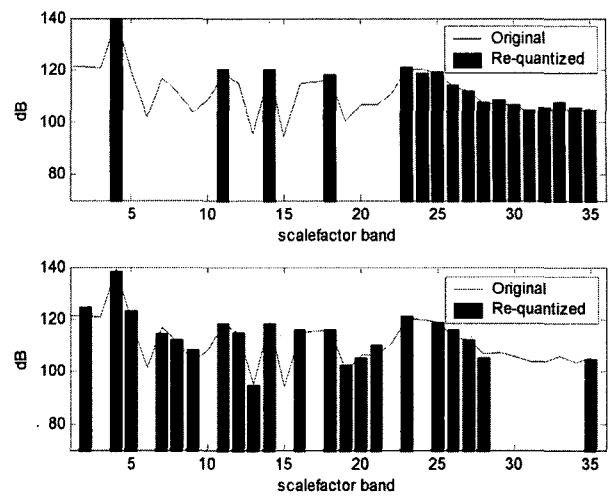 140
120
100
80
dB
Original
Re-quantized
5 10 15 20 25 30 35
scalefactor band
140
120
100
80
dB
Original
Re-quantized
5 10 15 20 25 30 35
scalefactor band